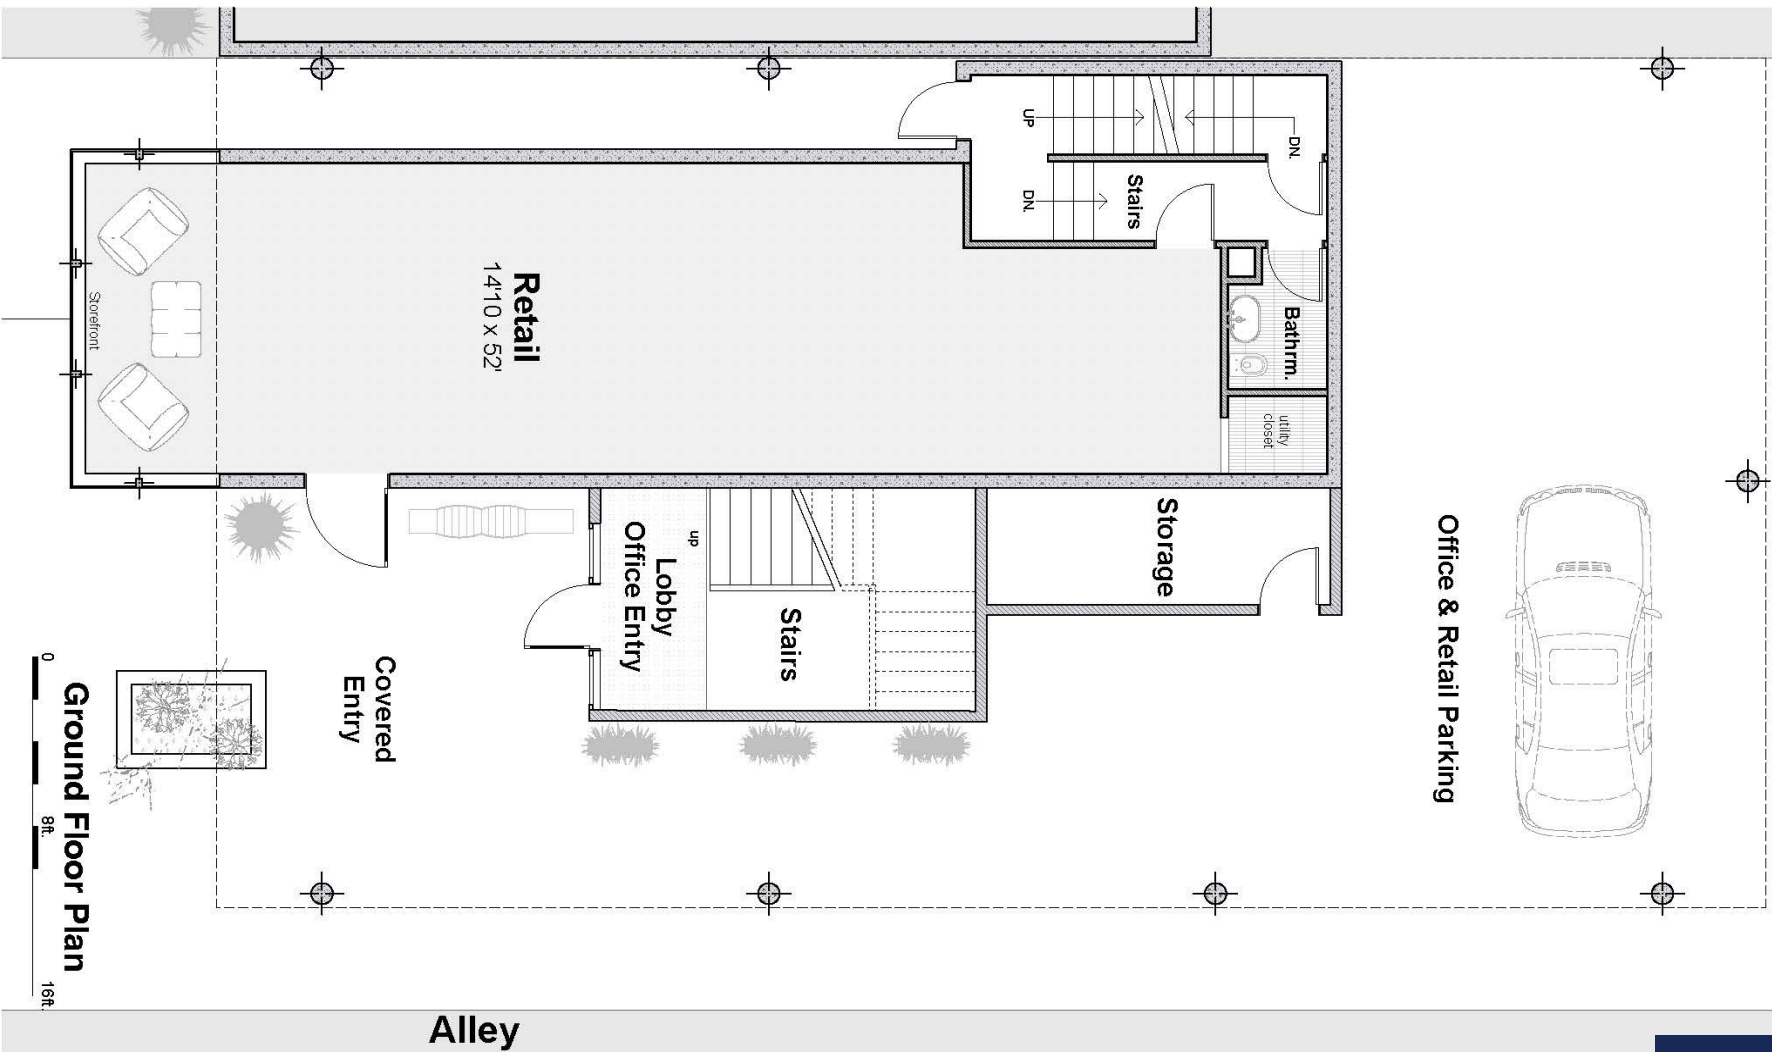 UP
DN.
DN.
Stairs
Retail
14'10 x 52'
Storefront
Bathrm.
utility
closet
Storage
Office & Retail Parking
up
Lobby
Office Entry
Stairs
Covered
Entry
Ground Floor Plan
0
8ft.
16ft.
Alley